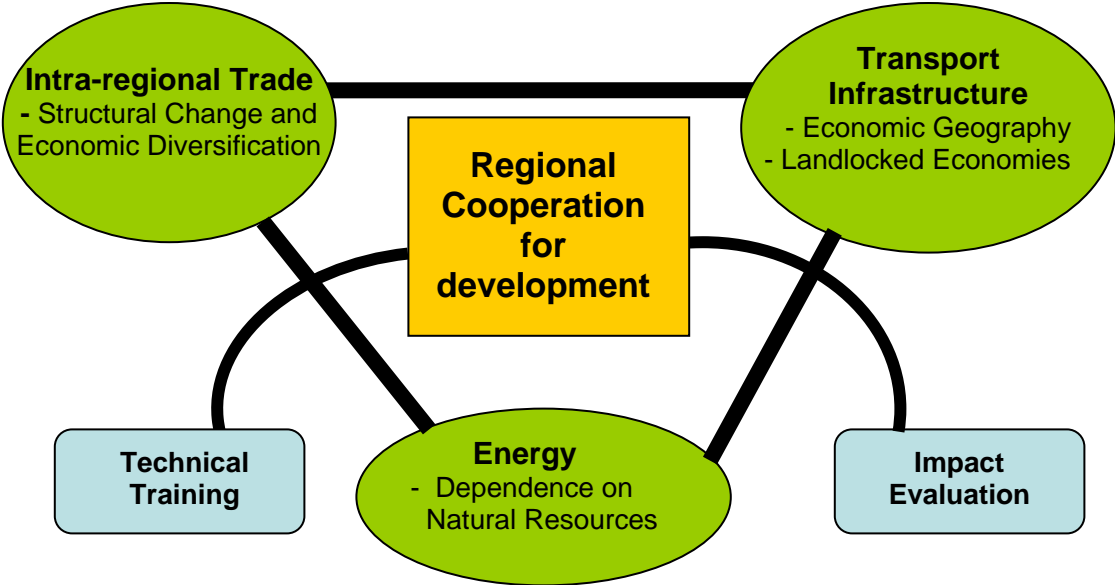 Intra-regional Trade
- Structural Change and
Economic Diversification
Transport
Infrastructure
- Economic Geography
- Landlocked Economies
Regional
Cooperation
for
development
Technical
Training
Energy
- Dependence on
Natural Resources
Impact
Evaluation